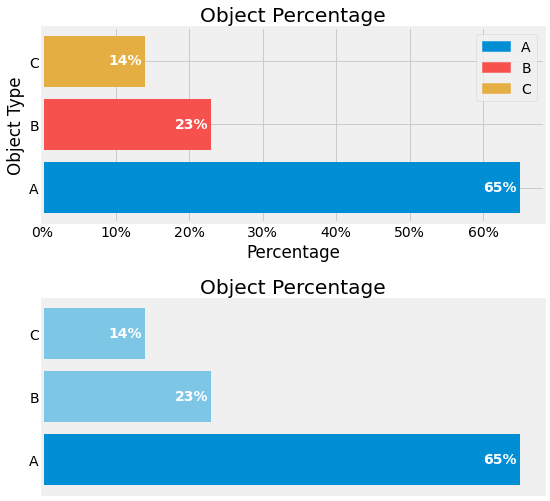 Object Percentage
C 14%
B 23%
A 65%
Object Type
A
B
C
0% 10% 20% 30% 40% 50% 60%
Percentage
Object Percentage
C 14%
B 23%
A 65%